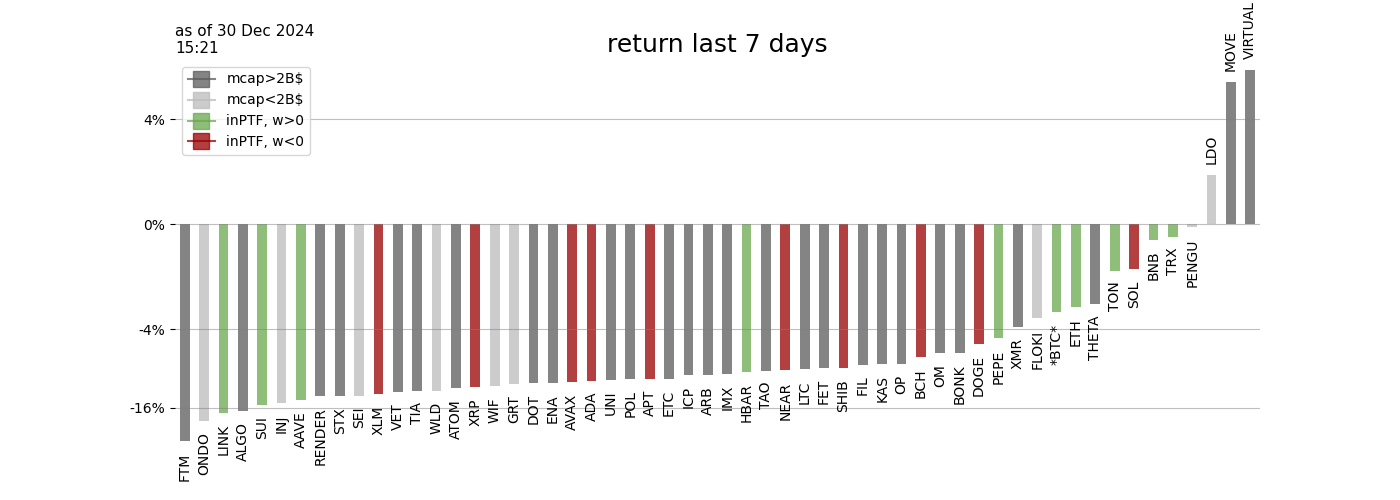 as of 30 Dec 2024
15:21
return last 7 days
mcap>2B$
mcap<2B$
inPTF, w>0
inPTF, w<0
4%
0%
-4%
-16%
FTM
ONDO
LINK
ALGO
SUI
INJ
AAVE
RENDER
STX
SEI
XLM
VET
TIA
WLD
ATOM
XRP
WIF
GRT
DOT
ENA
AVAX
ADA
UNI
POL
APT
ETC
ICP
ARB
IMX
HBAR
TAO
NEAR
LTC
FET
SHIB
FIL
KAS
OP
BCH
OM
BONK
DOGE
PEPE
XMR
FLOKI
*BTC*
ETH
THETA
TON
SOL
BNB
TRX
PENGU
LDO
MOVE
VIRTUAL